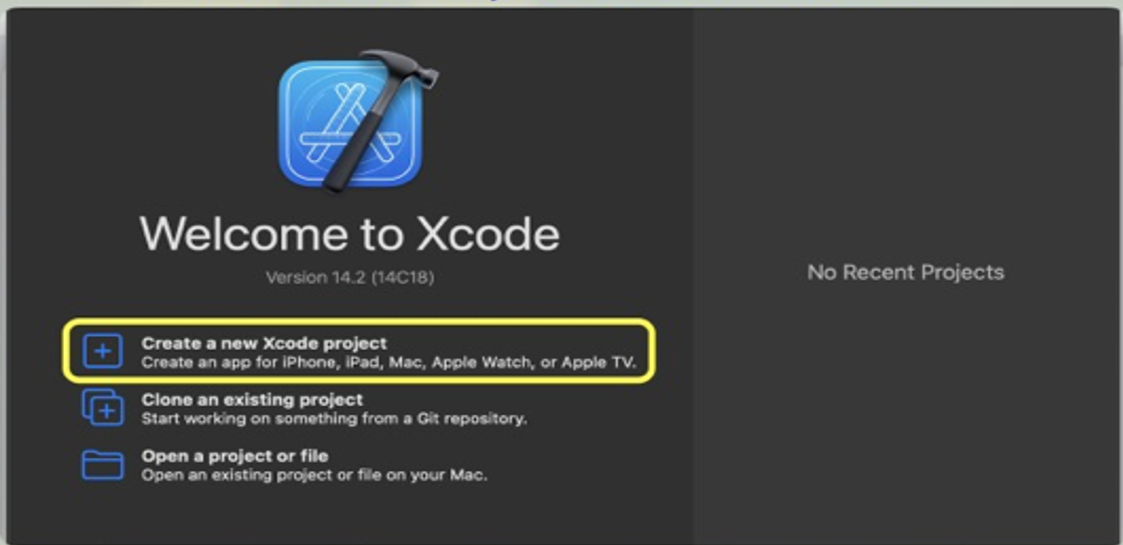 Welcome to Xcode
Version 14.2 (14C18)
Create a new Xcode project
Create an app for iPhone, iPad, Mac, Apple Watch, or Apple TV.
Clone an existing project
Start working on something from a Git repository.
Open a project or file
Open an existing project or file on your Mac.
No Recent Projects